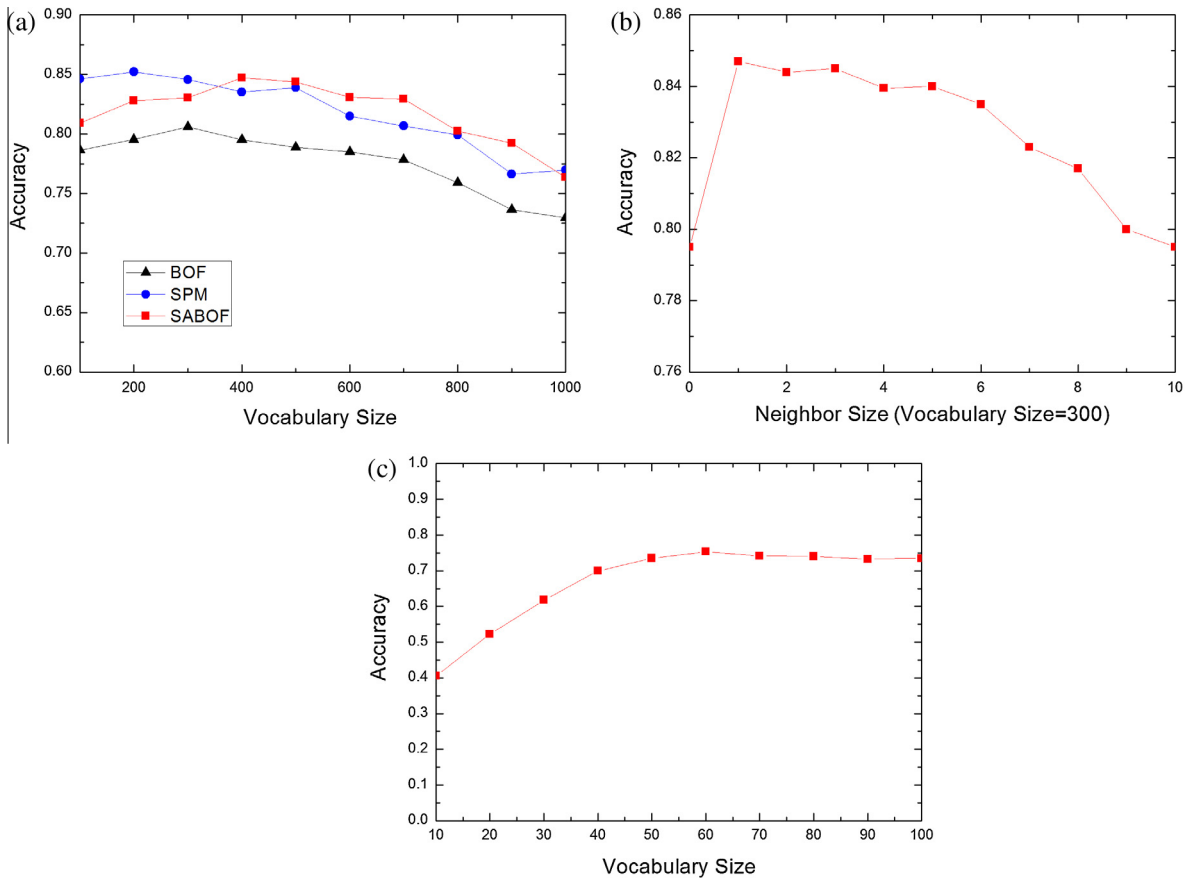 (a)
0.90
0.85
0.80
0.75
0.70
0.65
0.60
Accuracy
BOF
SPM
SABOF
200 400 600 800 1000
Vocabulary Size
(b)
0.86
0.84
0.82
0.80
0.78
0.76
Accuracy
0 2 4 6 8 10
Neighbor Size (Vocabulary Size=300)
(c)
1.0
0.9
0.8
0.7
0.6
0.5
0.4
0.3
0.2
0.1
0.0
Accuracy
10 20 30 40 50 60 70 80 90 100
Vocabulary Size